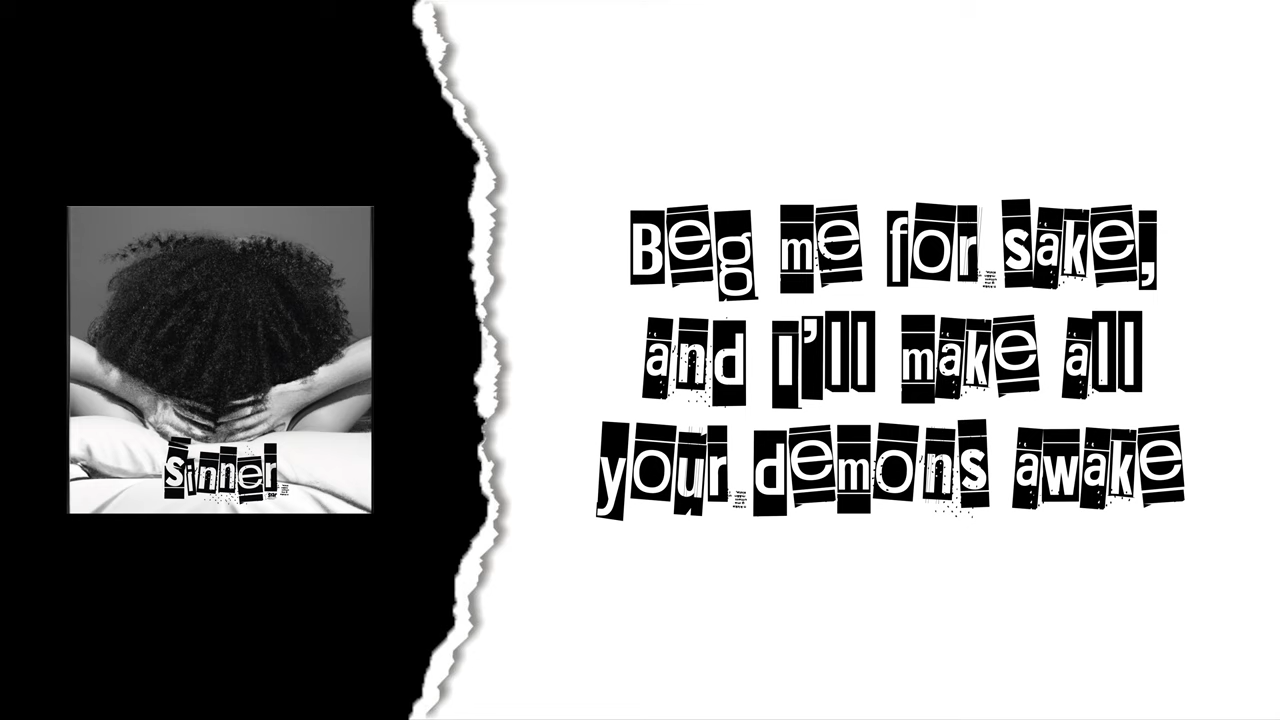 Beg me for sake,
and I'll make all
your demons awake
sinner